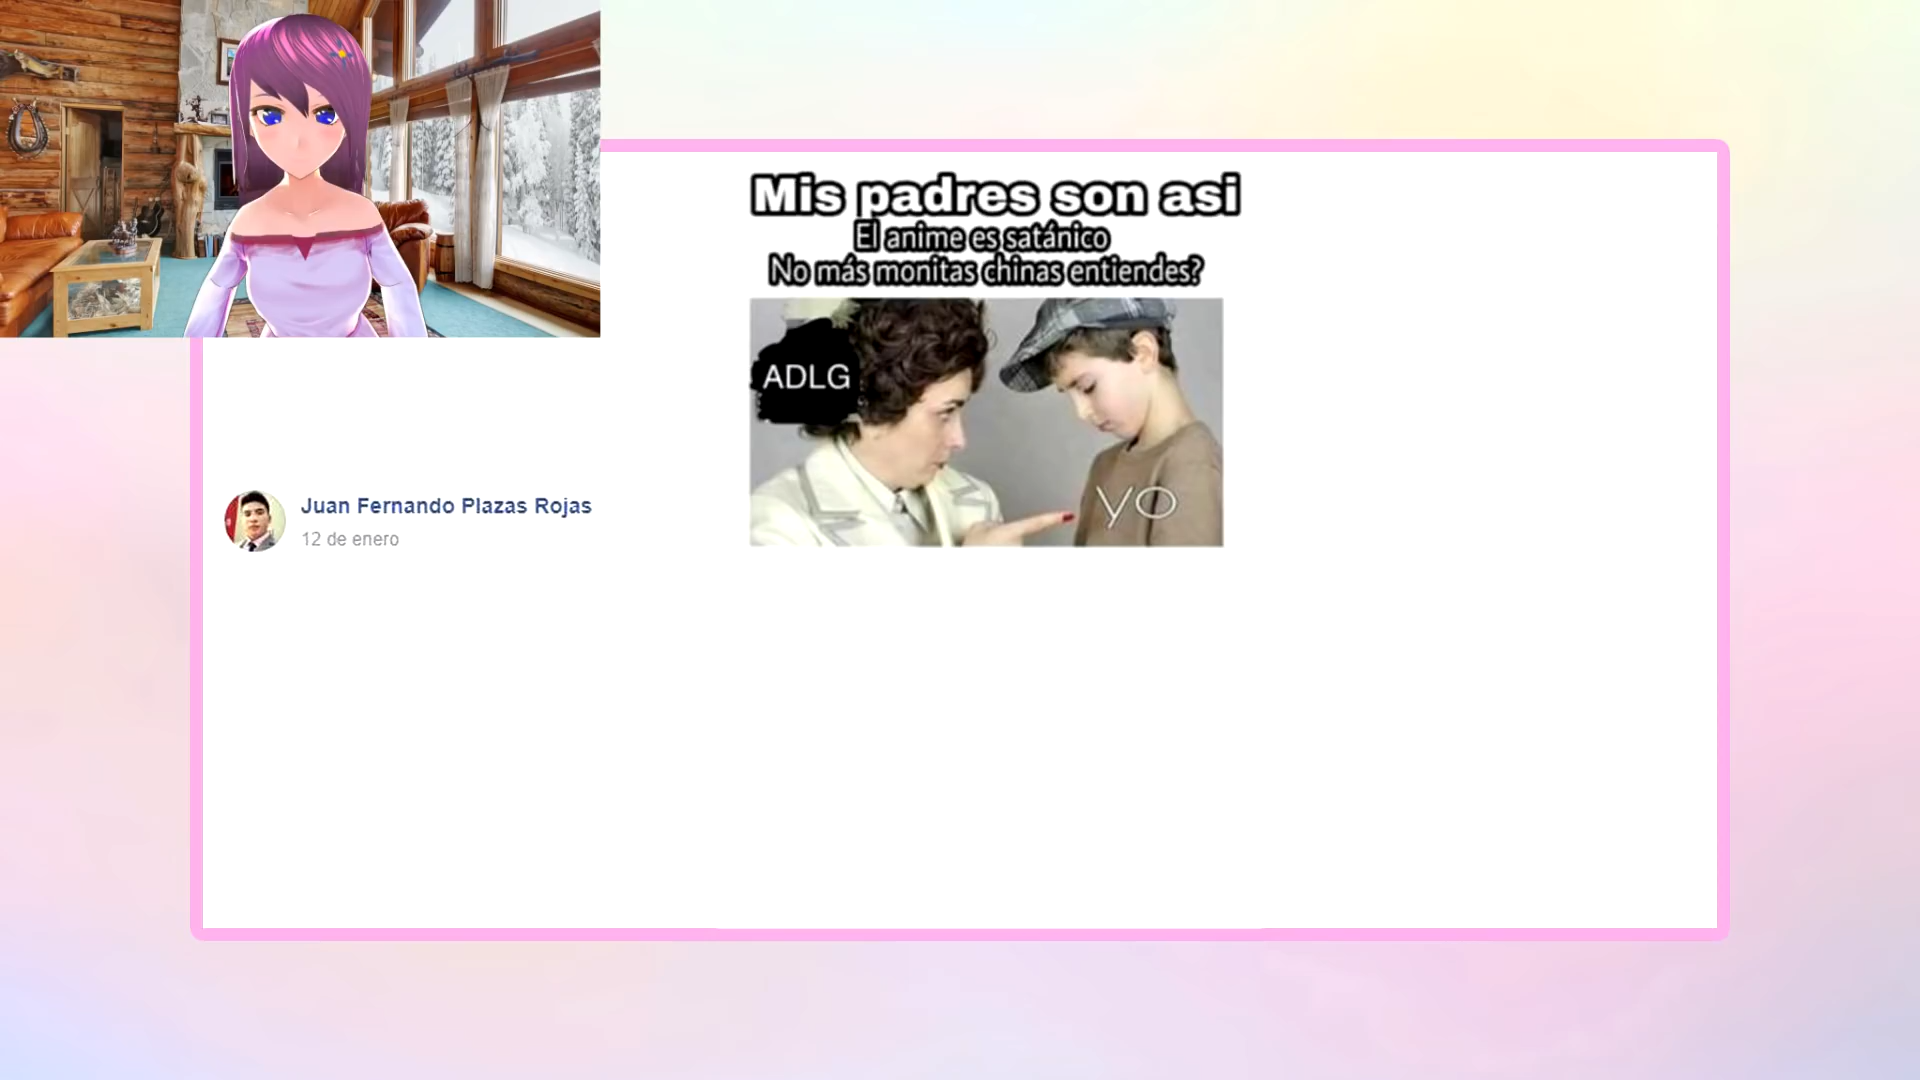 Mis padres son asi
El anime es satánico
No más monitas chinas entiendes?
ADLG
yo
Juan Fernando Plazas Rojas
12 de enero